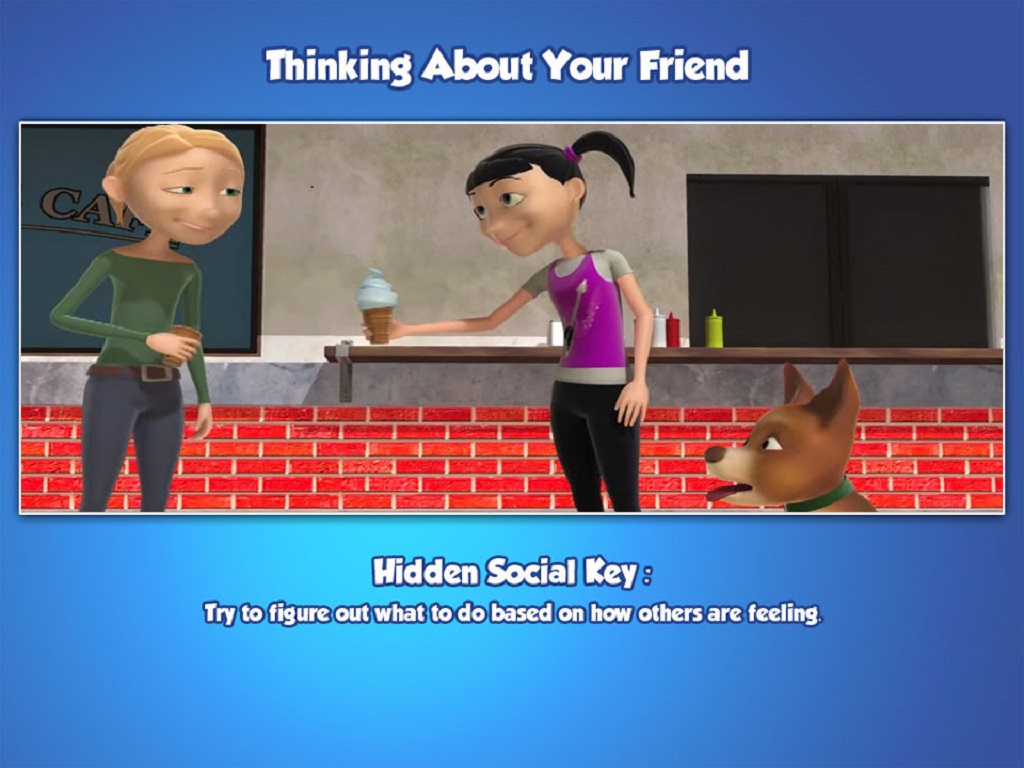 Thinking About Your Friend
CA
Hidden Social Key :
Try to figure out what to do based on how others are feeling.